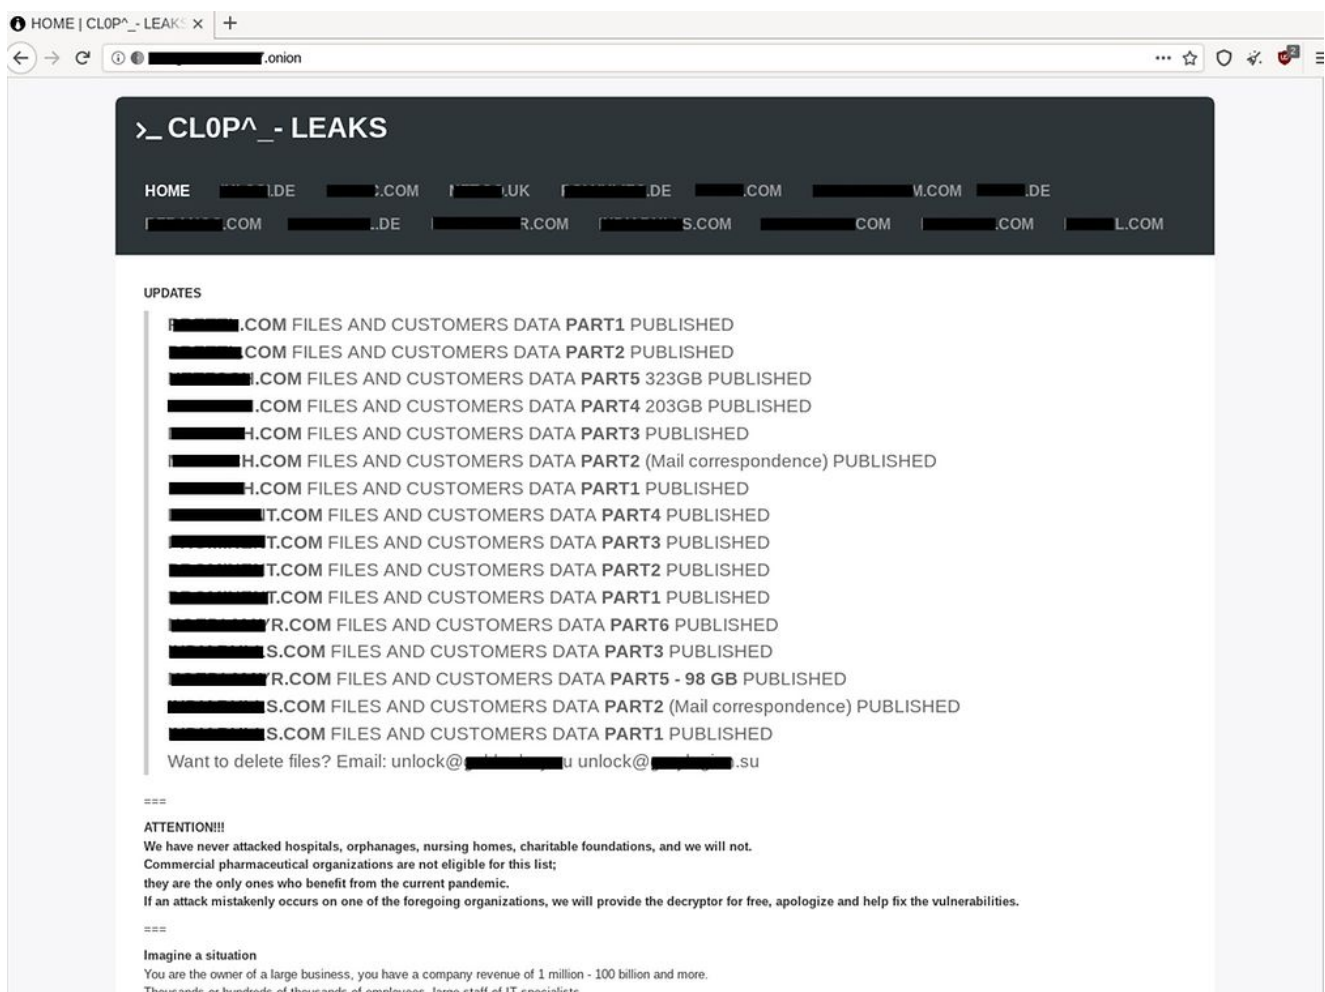 HOME | CL0P^_- LEAKS
.onion
2
>_ CL0P^_- LEAKS
HOME .DE .COM .UK .DE .COM M.COM .DE
.COM .DE R.COM S.COM COM .COM L.COM
UPDATES
.COM FILES AND CUSTOMERS DATA PART1 PUBLISHED
.COM FILES AND CUSTOMERS DATA PART2 PUBLISHED
.COM FILES AND CUSTOMERS DATA PART5 323GB PUBLISHED
.COM FILES AND CUSTOMERS DATA PART4 203GB PUBLISHED
H.COM FILES AND CUSTOMERS DATA PART3 PUBLISHED
H.COM FILES AND CUSTOMERS DATA PART2 (Mail correspondence) PUBLISHED
H.COM FILES AND CUSTOMERS DATA PART1 PUBLISHED
T.COM FILES AND CUSTOMERS DATA PART4 PUBLISHED
T.COM FILES AND CUSTOMERS DATA PART3 PUBLISHED
T.COM FILES AND CUSTOMERS DATA PART2 PUBLISHED
T.COM FILES AND CUSTOMERS DATA PART1 PUBLISHED
R.COM FILES AND CUSTOMERS DATA PART6 PUBLISHED
S.COM FILES AND CUSTOMERS DATA PART3 PUBLISHED
R.COM FILES AND CUSTOMERS DATA PART5 - 98 GB PUBLISHED
S.COM FILES AND CUSTOMERS DATA PART2 (Mail correspondence) PUBLISHED
S.COM FILES AND CUSTOMERS DATA PART1 PUBLISHED
Want to delete files? Email: unlock@ u unlock@ .su
===
ATTENTION!!!
We have never attacked hospitals, orphanages, nursing homes, charitable foundations, and we will not.
Commercial pharmaceutical organizations are not eligible for this list;
they are the only ones who benefit from the current pandemic.
If an attack mistakenly occurs on one of the foregoing organizations, we will provide the decryptor for free, apologize and help fix the vulnerabilities.
===
Imagine a situation
You are the owner of a large business, you have a company revenue of 1 million - 100 billion and more.
Thousands or hundreds of thousands of employees, large staff of IT specialists